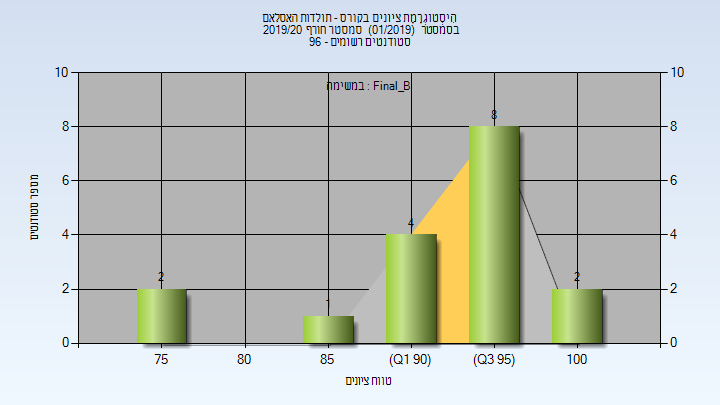 היסטוגרמת ציונים בקורס - תולדות האסלאם
בסמסטר (01/2019) סמסטר חורף 2019/20
סטודנטים רשומים - 96
במשימה : Final_B
10
8
6
4
2
0
10
8
6
4
2
0
מספר סטודנטים
2
1
4
8
2
75
80
85
(Q1 90)
(Q3 95)
100
טווח ציונים